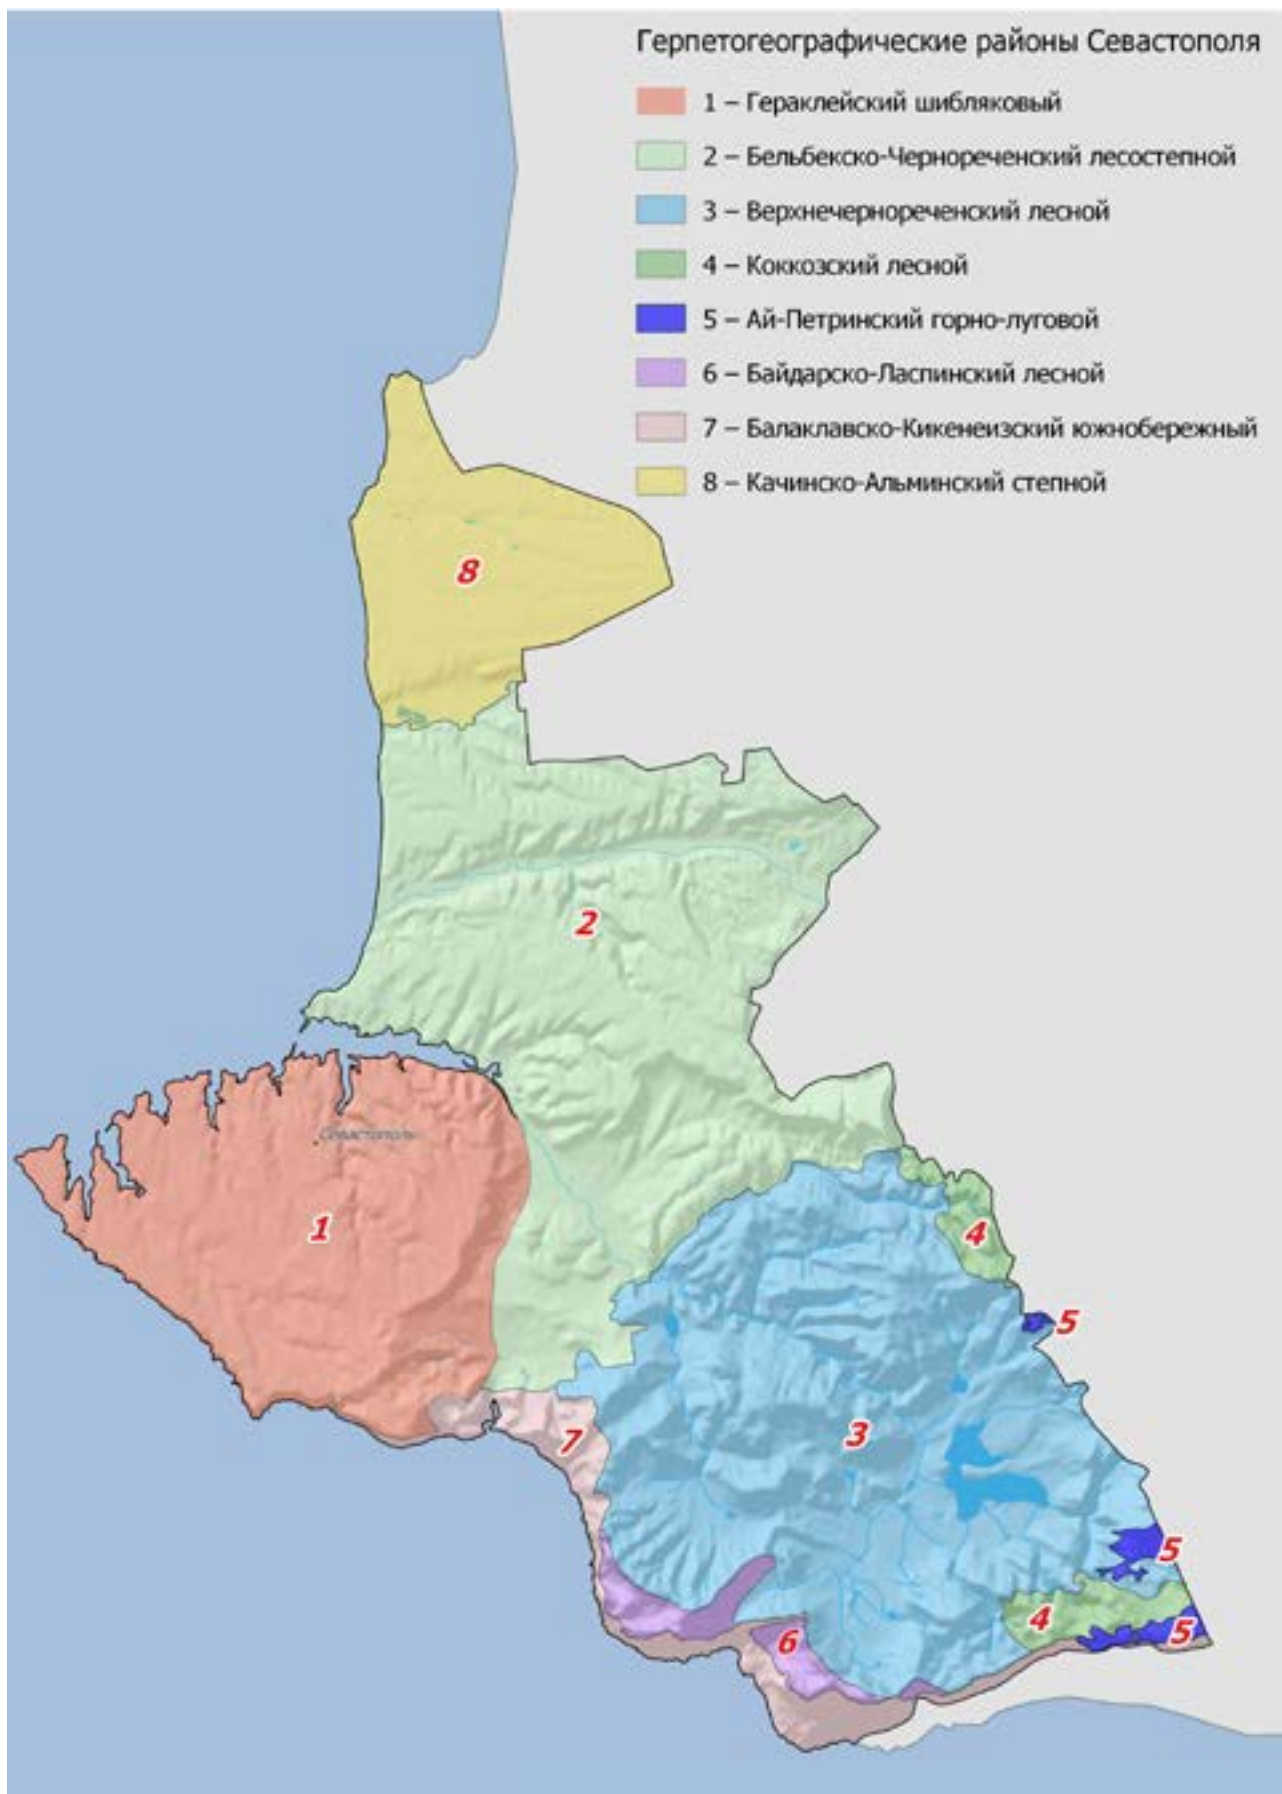 Герпетогеографические районы Севастополя
1 – Гераклейский шибляковый
2 – Бельбекско-Чернореченский лесостепной
3 – Верхнечернореченский лесной
4 – Коккозский лесной
5 – Ай-Петринский горно-луговой
6 – Байдарско-Ласпинский лесной
7 – Балаклавско-Кикенеизский южнобережный
8 – Качинско-Альминский степной
8
2
Севастополь
1
4
5
3
7
5
4
6
5